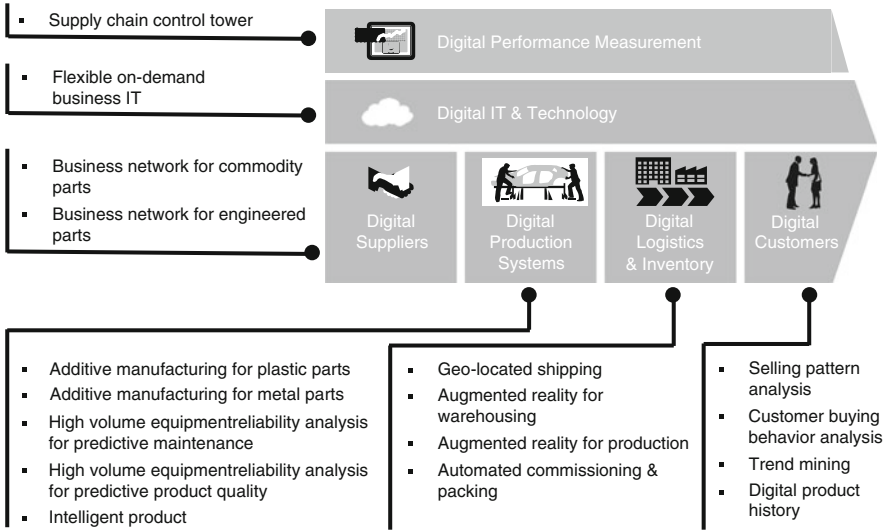 ▪ Supply chain control tower
Digital Performance Measurement
▪ Flexible on-demand
business IT
Digital IT & Technology
▪ Business network for commodity
parts
▪ Business network for engineered
parts
Digital
Suppliers
Digital
Production
Systems
Digital
Logistics
& Inventory
Digital
Customers
▪ Additive manufacturing for plastic parts
▪ Additive manufacturing for metal parts
▪ High volume equipmentreliability analysis
for predictive maintenance
▪ High volume equipmentreliability analysis
for predictive product quality
▪ Intelligent product
▪ Geo-located shipping
▪ Augmented reality for
warehousing
▪ Augmented reality for production
▪ Automated commissioning &
packing
▪ Selling pattern
analysis
▪ Customer buying
behavior analysis
▪ Trend mining
▪ Digital product
history